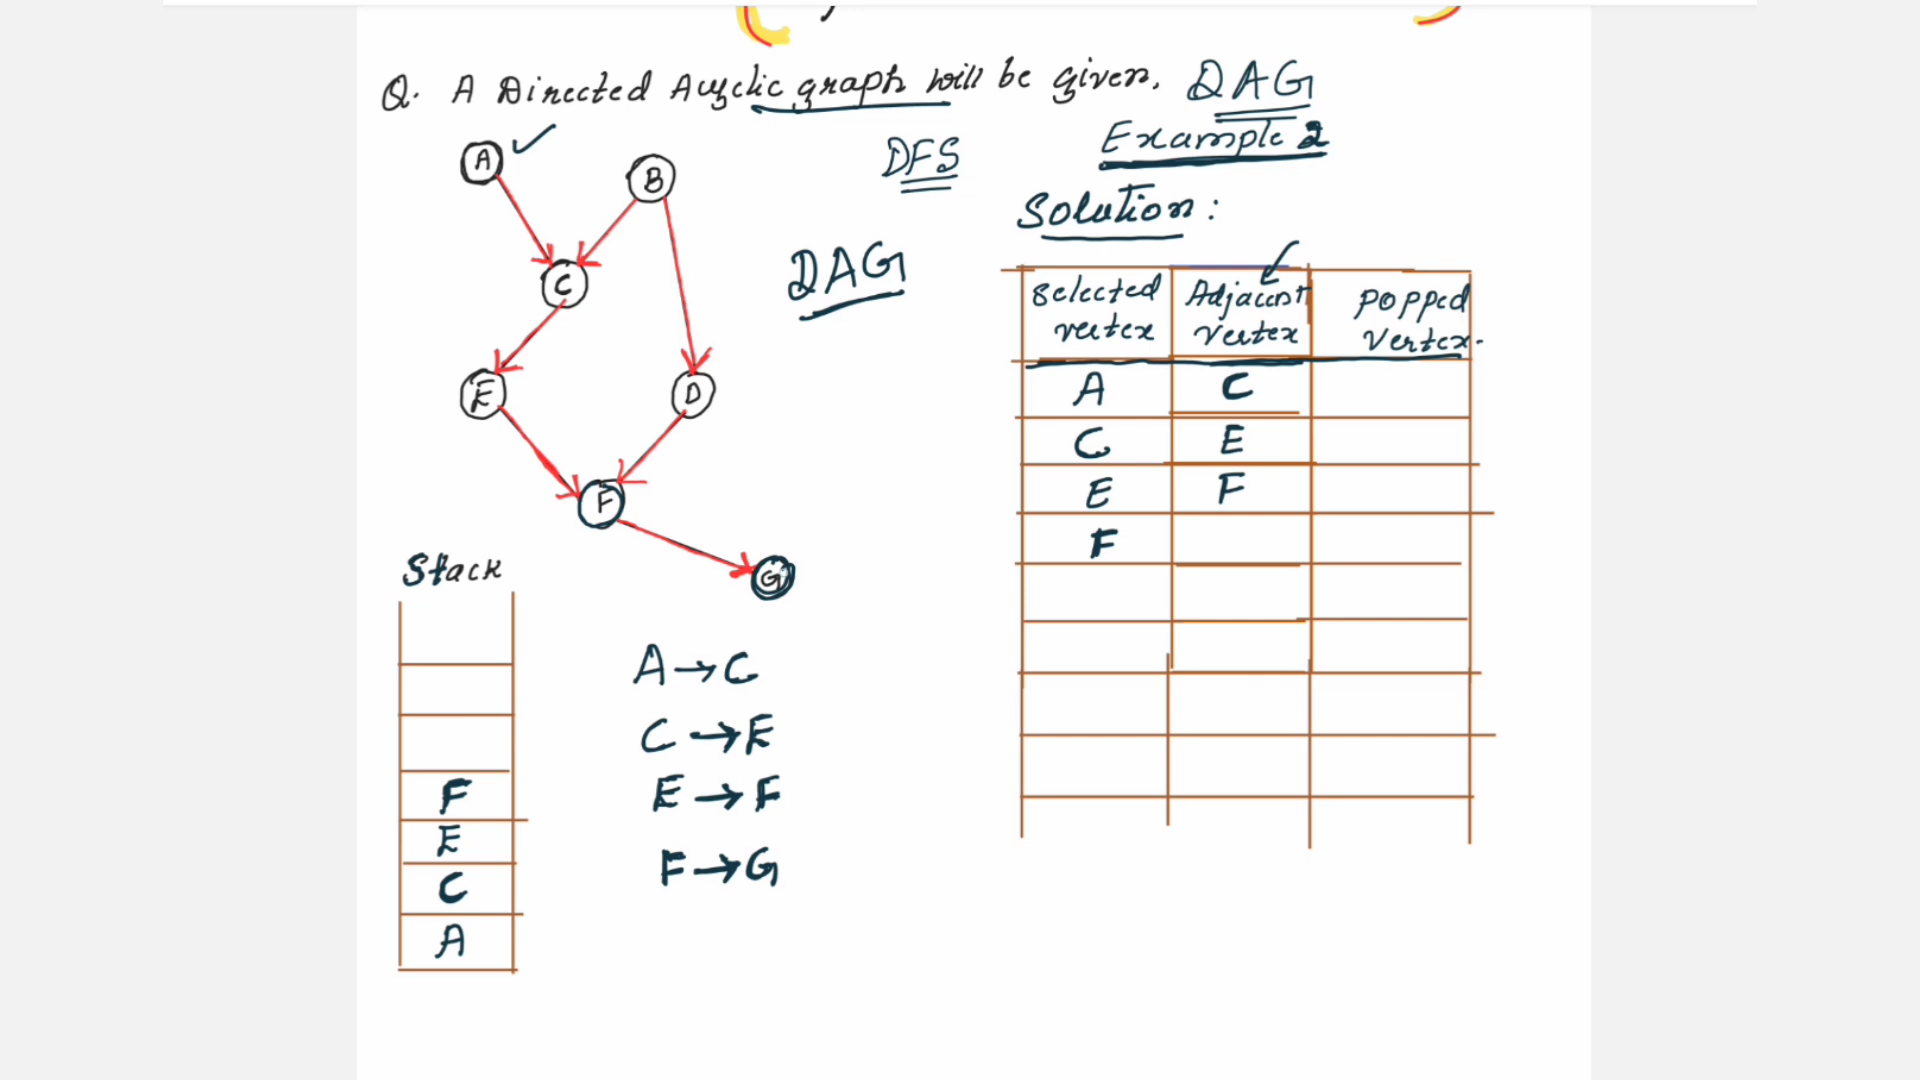 Q. A Directed Acyclic graph will be given. DAG
Example 2
DFS
Solution:
DAG
A
B
C
E
D
F
G
Selected vertex Adjacent vertex Popped Vertex.
A C
C E
E F
F
Stack
F
E
C
A
A→C
C→E
E→F
F→G